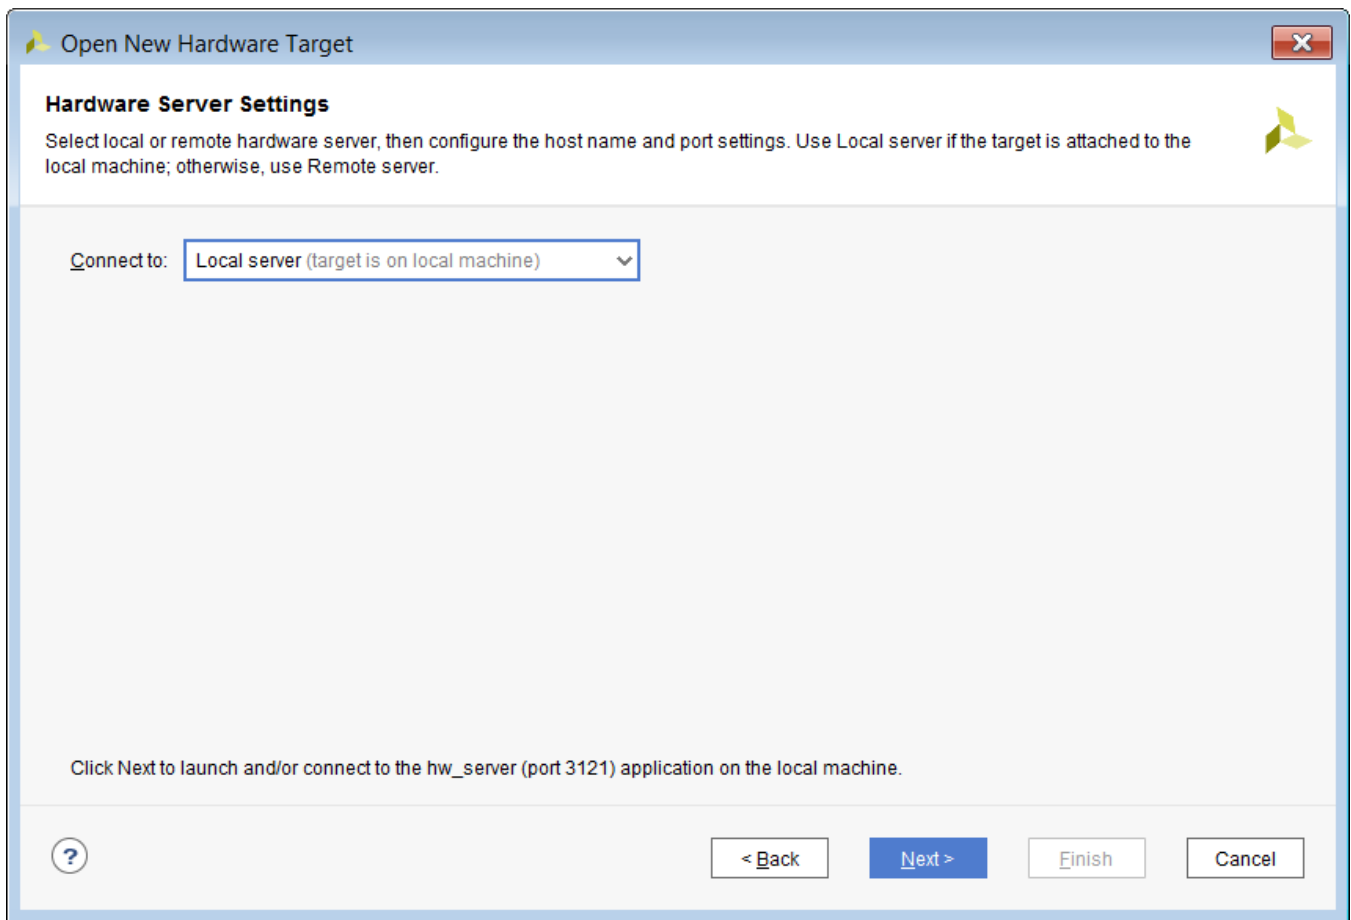 Open New Hardware Target
Hardware Server Settings
Select local or remote hardware server, then configure the host name and port settings. Use Local server if the target is attached to the
local machine; otherwise, use Remote server.
Connect to: Local server (target is on local machine)
Click Next to launch and/or connect to the hw_server (port 3121) application on the local machine.
? < Back Next > Finish Cancel